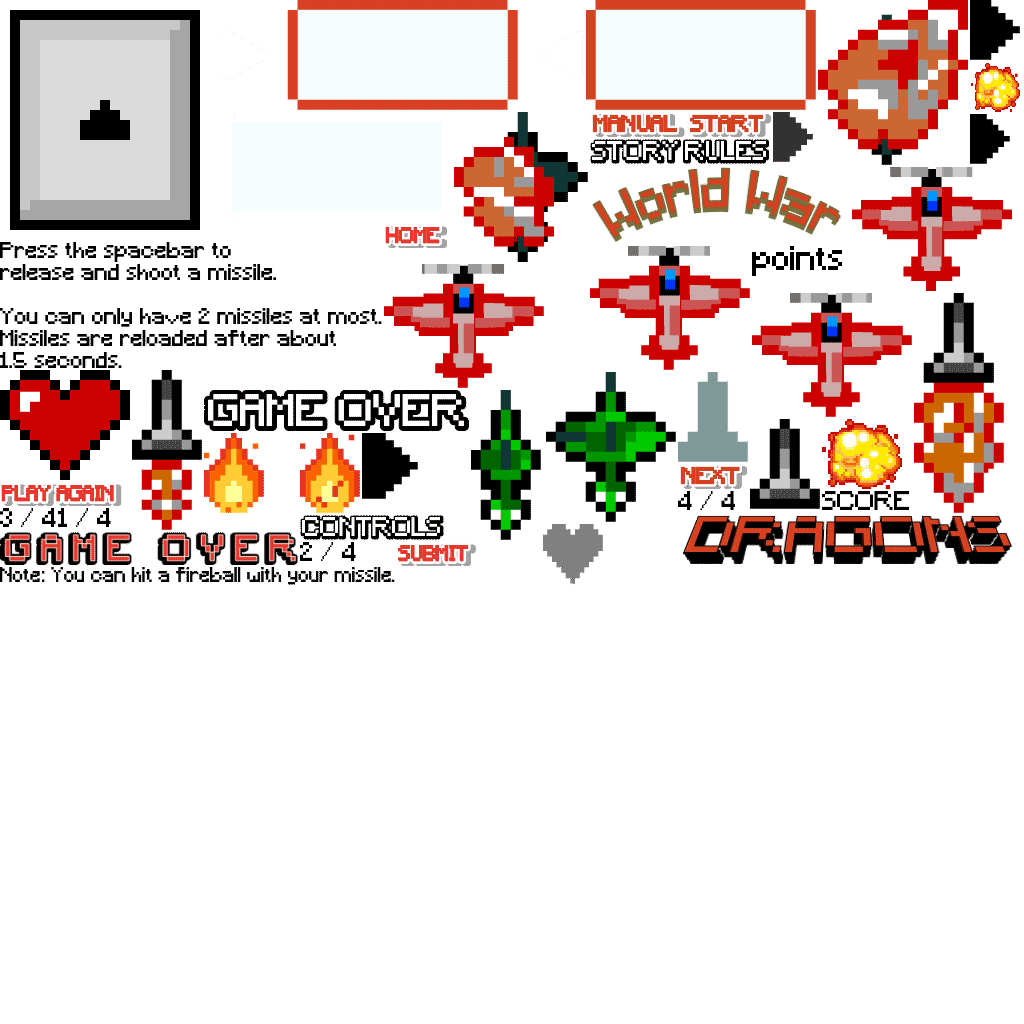 MANUAL START
STORY RULES
World War
HOME
points
Press the spacebar to
release and shoot a missile.
You can only have 2 missiles at most.
Missiles are reloaded after about
1.5 seconds.
GAME OVER
NEXT
PLAY AGAIN
4 / 4
SCORE
3 / 41 / 4
CONTROLS
GAME OVER
2 / 4
SUBMIT
DRAGONS
Note: You can hit a fireball with your missile.